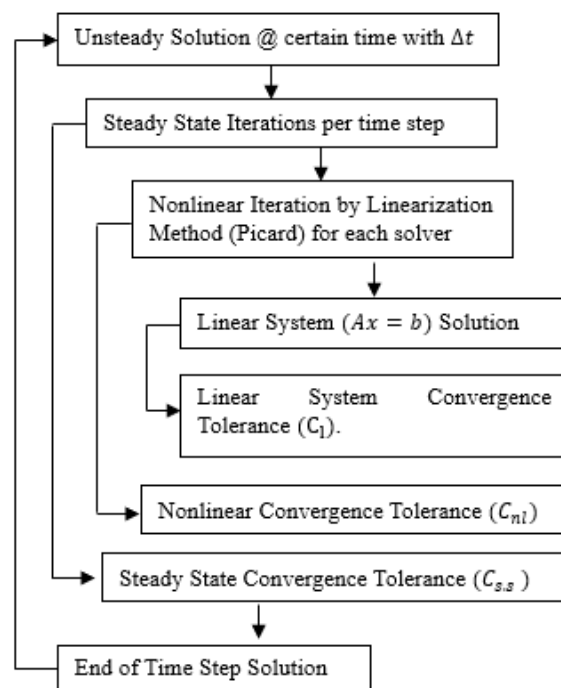 Unsteady Solution @ certain time with Δt
Steady State Iterations per time step
Nonlinear Iteration by Linearization
Method (Picard) for each solver
Linear System (Ax = b) Solution
Linear System Convergence
Tolerance (C_l).
Nonlinear Convergence Tolerance (C_nl)
Steady State Convergence Tolerance (C_s.s )
End of Time Step Solution